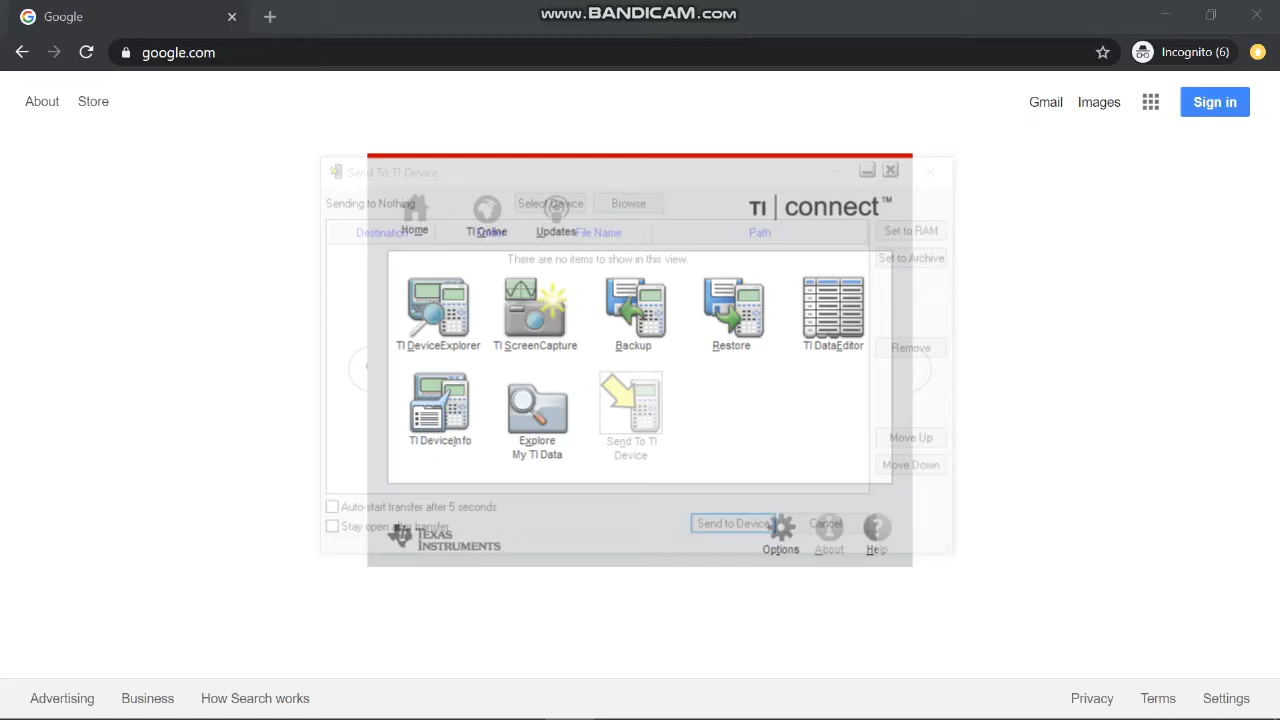 Google
www.BANDICAM.com
google.com
Incognito (6)
About Store
Gmail Images Sign in
Send To TI Device
Sending to Nothing Select Device Browse
TI connect™
Home TI Online Updates
Destination File Name Path
Set to RAM
There are no items to show in this view.
Set to Archive
TI DeviceExplorer TI ScreenCapture Backup Restore TI DataEditor
Remove
TI DeviceInfo Explore My TI Data Send To TI Device
Move Up
Move Down
Auto-start transfer after 5 seconds
Stay open after transfer
Send to Device Cancel
TEXAS INSTRUMENTS
Options About Help
Advertising Business How Search works
Privacy Terms Settings